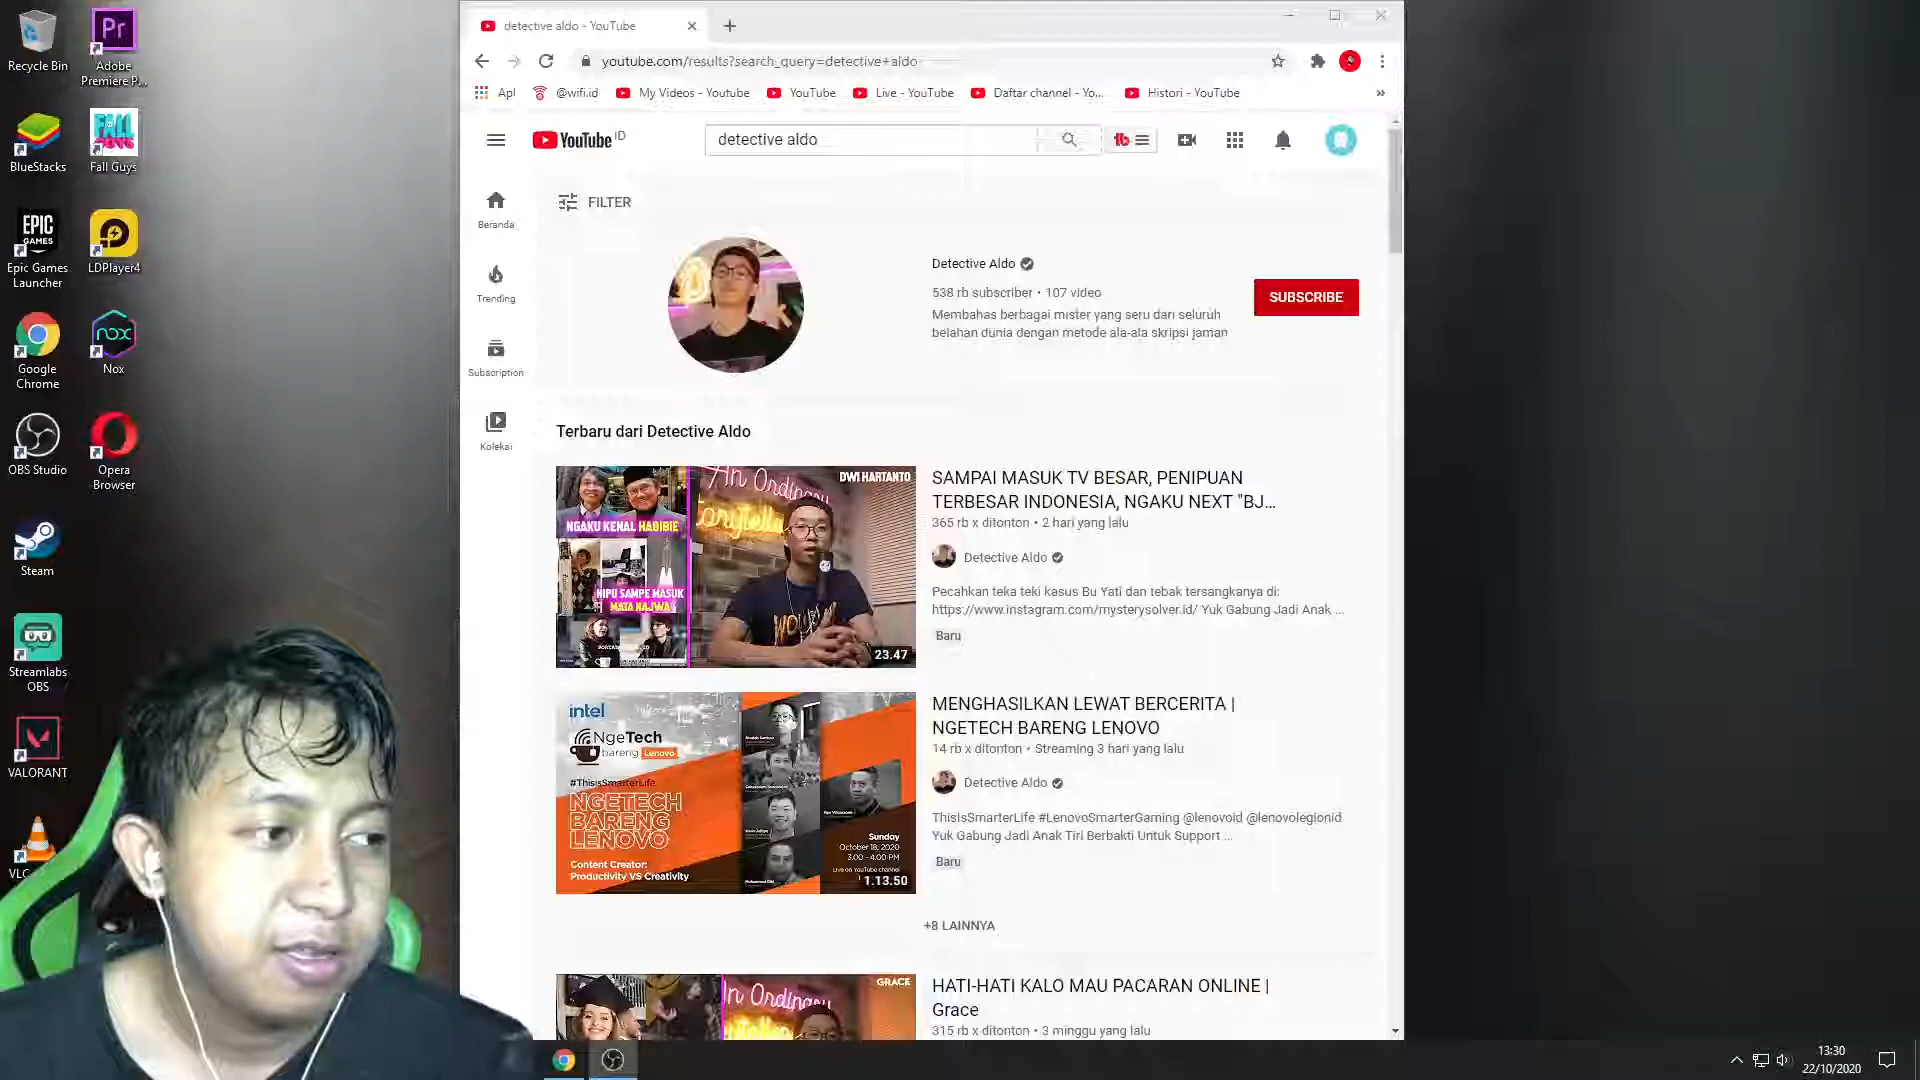 Recycle Bin
Adobe
Premiere P...
BlueStacks
Fall Guys
Epic Games
Launcher
LDPlayer4
Google
Chrome
Nox
OBS Studio
Opera
Browser
Steam
Streamlabs
OBS
VALORANT
VLC
detective aldo - YouTube
youtube.com/results?search_query=detective+aldo
Apl
@wifi.id
My Videos - Youtube
YouTube
Live - YouTube
Daftar channel - Yo...
Histori - YouTube
YouTube ID
detective aldo
Beranda
Trending
Subscription
Koleksi
FILTER
Detective Aldo
538 rb subscriber • 107 video
Membahas berbagai mister yang seru dari seluruh
belahan dunia dengan metode ala-ala skripsi jaman
SUBSCRIBE
Terbaru dari Detective Aldo
An Ordinary
DWI HARTANTO
NGAKU KENAL HABIBIE
NIPU SAMPE MASUK
MATA NAJWA
23.47
SAMPAI MASUK TV BESAR, PENIPUAN
TERBESAR INDONESIA, NGAKU NEXT "BJ...
365 rb x ditonton • 2 hari yang lalu
Detective Aldo
Pecahkan teka teki kasus Bu Yati dan tebak tersangkanya di:
https://www.instagram.com/mysterysolver.id/ Yuk Gabung Jadi Anak ...
Baru
intel
NgeTech
bareng Lenovo
#ThisisSmarterLife
NGETECH
BARENG
LENOVO
Content Creator:
Productivity VS Creativity
Sunday
October 18, 2020
3.00 - 4.00 PM
Live on YouTube channel
1.13.50
MENGHASILKAN LEWAT BERCERITA |
NGETECH BARENG LENOVO
14 rb x ditonton • Streaming 3 hari yang lalu
Detective Aldo
ThisIsSmarterLife #LenovoSmarterGaming @lenovoid @lenovolegionid
Yuk Gabung Jadi Anak Tiri Berbakti Untuk Support ...
Baru
+8 LAINNYA
GRACE
HATI-HATI KALO MAU PACARAN ONLINE |
Grace
315 rb x ditonton • 3 minggu yang lalu
13:30
22/10/2020